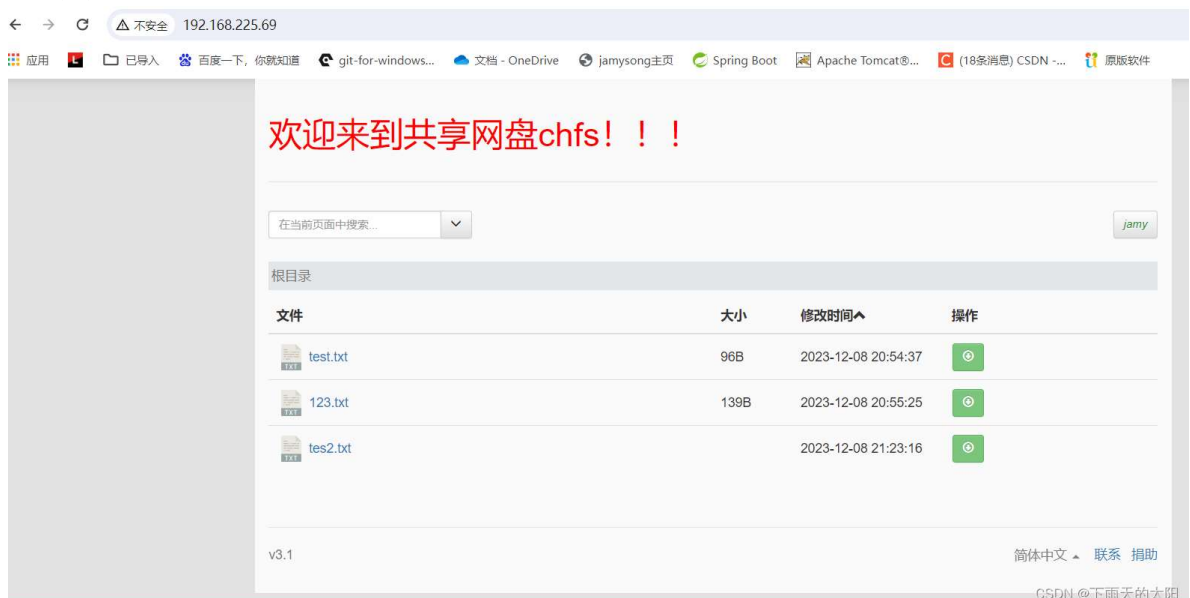 不安全 192.168.225.69
应用 L 已导入 百度一下，你就知道 git-for-windows... 文档 - OneDrive jamysong主页 Spring Boot Apache Tomcat®... C (18条消息) CSDN -... 原版软件
欢迎来到共享网盘chfs！！！
在当前页面中搜索... jamy
根目录
文件 大小 修改时间 操作
TXT test.txt 96B 2023-12-08 20:54:37
TXT 123.txt 139B 2023-12-08 20:55:25
TXT tes2.txt 2023-12-08 21:23:16
v3.1 简体中文 联系 捐助
CSDN @下雨天的太阳